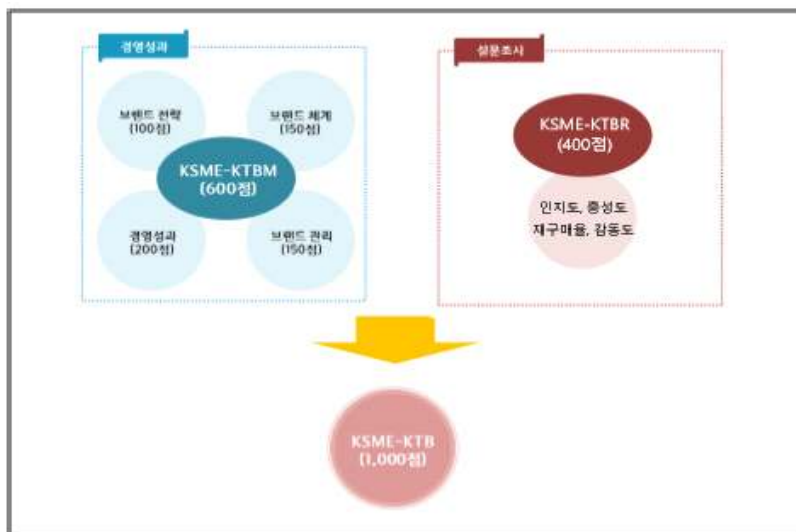 경영성과
브랜드 전략
(100점)
브랜드 체계
(150점)
KSME-KTBM
(600점)
경영성과
(200점)
브랜드 관리
(150점)
설문조사
KSME-KTBR
(400점)
인지도, 충성도
재구매율, 감동도
KSME-KTB
(1,000점)